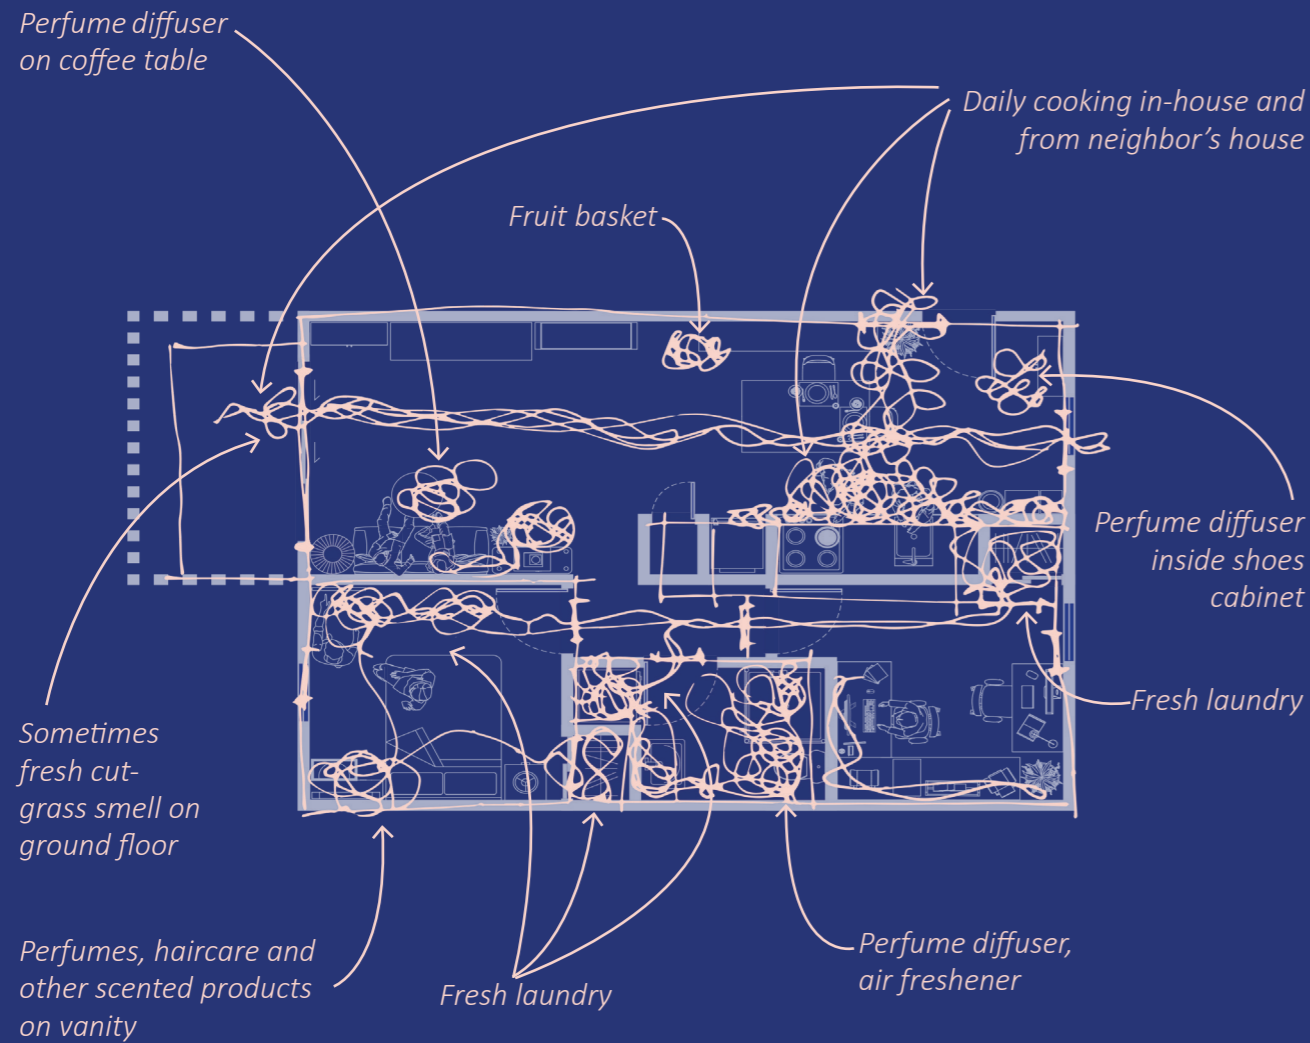 Perfume diffuser
on coffee table
Daily cooking in-house and
from neighbor’s house
Fruit basket
Perfume diffuser
inside shoes
cabinet
Fresh laundry
Sometimes
fresh cut-
grass smell on
ground floor
Perfumes, haircare and
other scented products
on vanity
Fresh laundry
Perfume diffuser,
air freshener